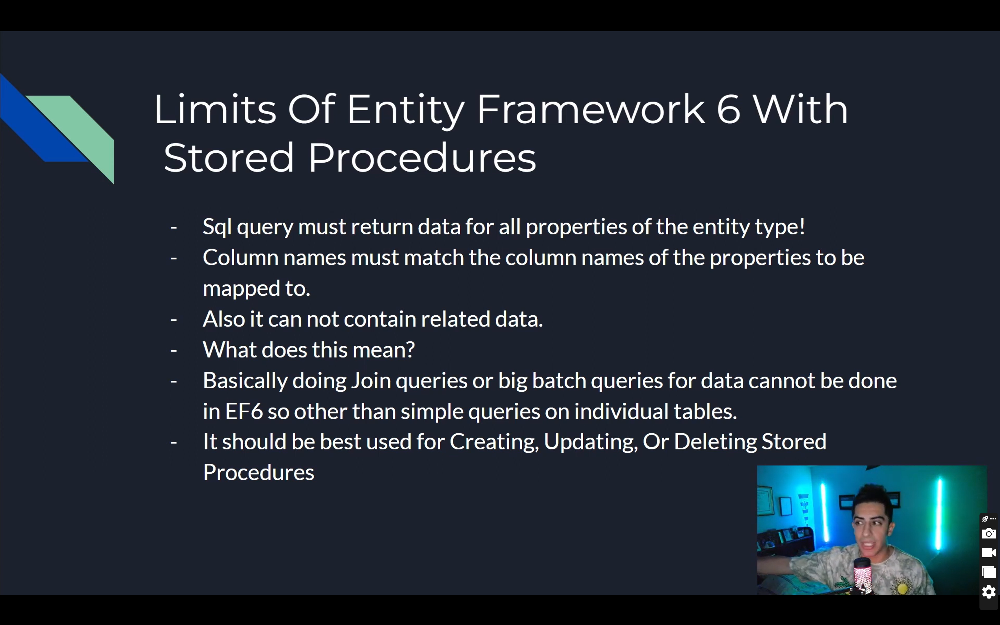 Limits Of Entity Framework 6 With
Stored Procedures
- Sql query must return data for all properties of the entity type!
- Column names must match the column names of the properties to be
mapped to.
- Also it can not contain related data.
- What does this mean?
- Basically doing Join queries or big batch queries for data cannot be done
in EF6 so other than simple queries on individual tables.
- It should be best used for Creating, Updating, Or Deleting Stored
Procedures